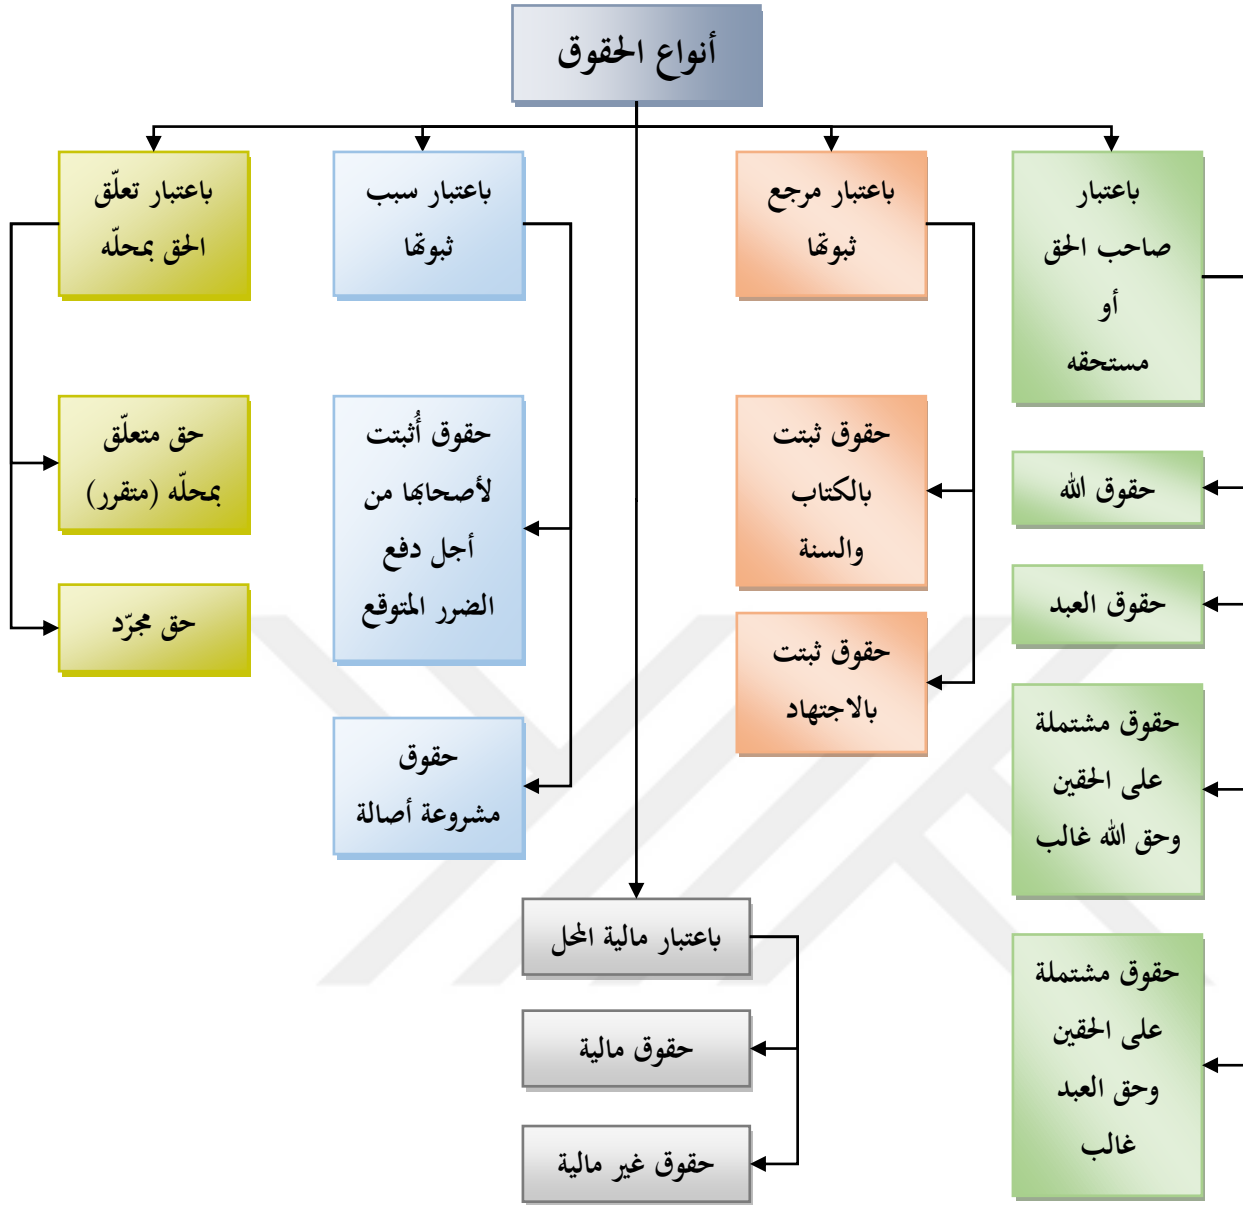 أنواع الحقوق
باعتبار
صاحب الحق
أو
مستحقه
حقوق الله
حقوق العبد
حقوق مشتملة
على الحقين
وحق الله غالب
حقوق مشتملة
على الحقين
وحق العبد
غالب
باعتبار مرجع
ثبوتها
حقوق ثبتت
بالكتاب
والسنة
حقوق ثبتت
بالاجتهاد
باعتبار سبب
ثبوتها
حقوق أُثبتت
لأصحابها من
أجل دفع
الضرر المتوقع
حقوق
مشروعة أصالة
باعتبار تعلّق
الحق بمحلّه
حق متعلّق
بمحلّه (متقرر)
حق مجرّد
باعتبار مالية المحل
حقوق مالية
حقوق غير مالية